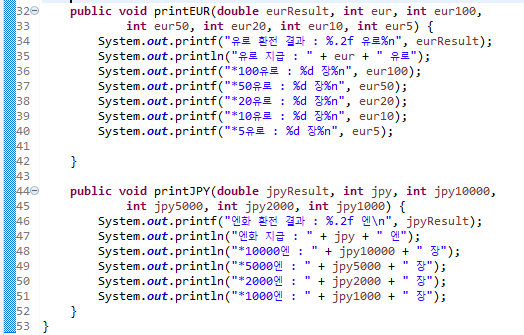 32 public void printEUR(double eurResult, int eur, int eur100,
33 int eur50, int eur20, int eur10, int eur5) {
34 System.out.printf("유로 환전 결과 : %.2f 유로%n", eurResult);
35 System.out.println("유로 지급 : " + eur + " 유로");
36 System.out.printf("*100유로 : %d 장%n", eur100);
37 System.out.printf("*50유로 : %d 장%n", eur50);
38 System.out.printf("*20유로 : %d 장%n", eur20);
39 System.out.printf("*10유로 : %d 장%n", eur10);
40 System.out.printf("*5유로 : %d 장%n", eur5);
41
42 }
43
44 public void printJPY(double jpyResult, int jpy, int jpy10000,
45 int jpy5000, int jpy2000, int jpy1000) {
46 System.out.printf("엔화 환전 결과 : %.2f 엔\n", jpyResult);
47 System.out.println("엔화 지급 : " + jpy + " 엔");
48 System.out.println("*10000엔 : " + jpy10000 + " 장");
49 System.out.println("*5000엔 : " + jpy5000 + " 장");
50 System.out.println("*2000엔 : " + jpy2000 + " 장");
51 System.out.println("*1000엔 : " + jpy1000 + " 장");
52 }
53 }